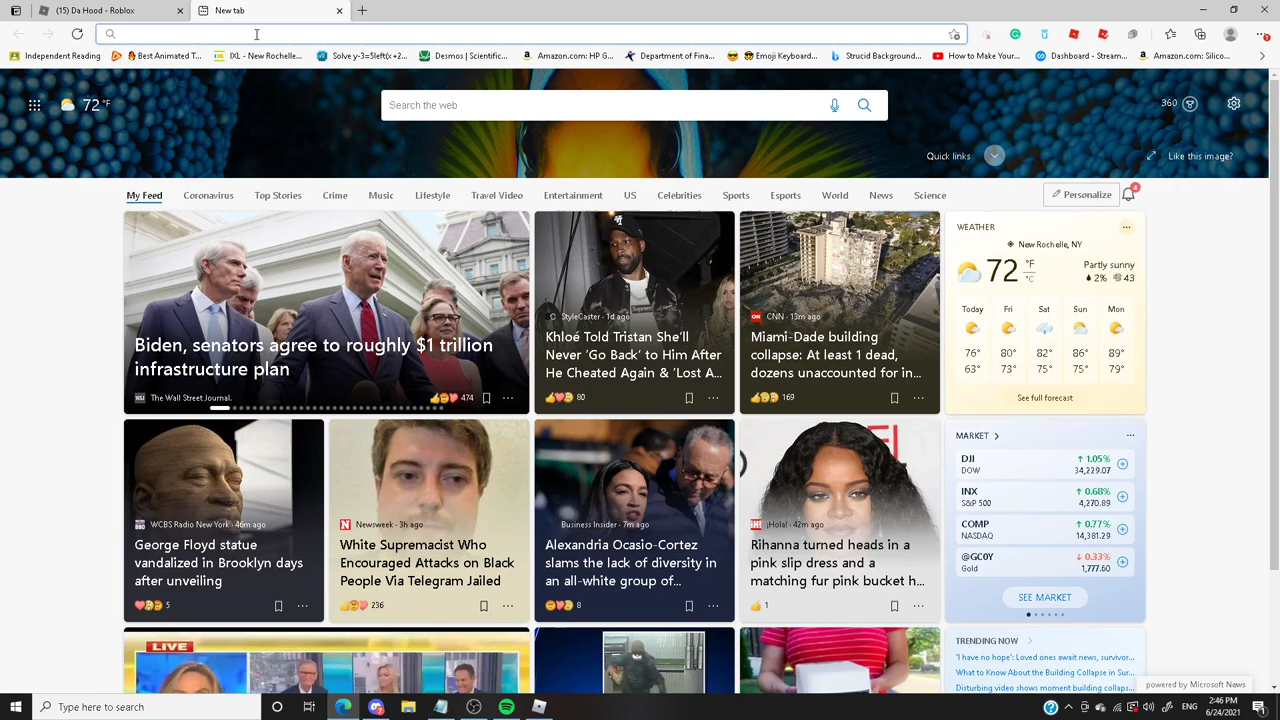 (15) Da Hood - Roblox
New tab
Independent Reading
Best Animated T...
IXL - New Rochelle...
Solve y-3=5left(x+2...
Desmos | Scientific...
Amazon.com: HP G...
Department of Fina...
Emoji Keyboard...
Strucid Background...
How to Make Your...
Dashboard - Stream...
Amazon.com: Silico...
72 °F
Search the web
360
Quick links
Like this image?
My Feed
Coronavirus
Top Stories
Crime
Music
Lifestyle
Travel Video
Entertainment
US
Celebrities
Sports
Esports
World
News
Science
Personalize
4
Biden, senators agree to roughly $1 trillion
infrastructure plan
The Wall Street Journal.
474
StyleCaster · 1d ago
Khloé Told Tristan She'll
Never 'Go Back' to Him After
He Cheated Again & 'Lost A...
80
CNN · 13m ago
Miami-Dade building
collapse: At least 1 dead,
dozens unaccounted for in...
169
WEATHER
New Rochelle, NY
72 °F
°C
Partly sunny
2% 43
Today Fri Sat Sun Mon
76° 80° 82° 86° 89°
63° 73° 75° 75° 79°
See full forecast
WCBS Radio New York · 46m ago
George Floyd statue
vandalized in Brooklyn days
after unveiling
5
Newsweek · 3h ago
White Supremacist Who
Encouraged Attacks on Black
People Via Telegram Jailed
236
Business Insider · 7m ago
Alexandria Ocasio-Cortez
slams the lack of diversity in
an all-white group of...
8
¡Hola! · 42m ago
Rihanna turned heads in a
pink slip dress and a
matching fur pink bucket h...
1
MARKET
DJI 1.05%
DOW 34,229.07
INX 0.68%
S&P 500 4,270.89
COMP 0.77%
NASDAQ 14,381.29
@GC0Y 0.33%
Gold 1,777.60
SEE MARKET
LIVE
TRENDING NOW
'I have no hope': Loved ones await news, survivor...
What to Know About the Building Collapse in Sur...
Disturbing video shows moment building collaps...
powered by Microsoft News
Type here to search
ENG
2:46 PM
6/24/2021